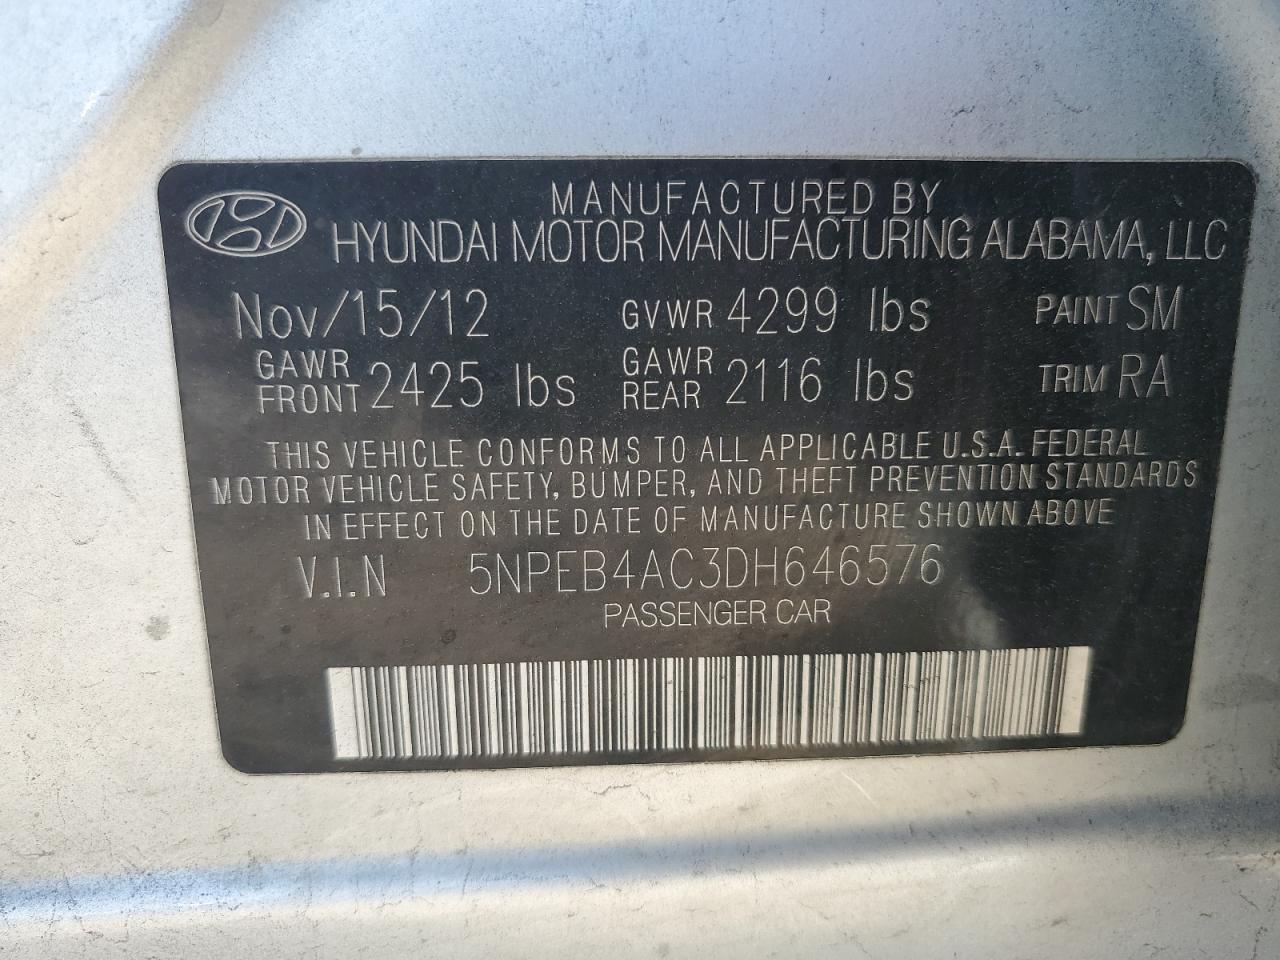 MANUFACTURED BY
HYUNDAI MOTOR MANUFACTURING ALABAMA, LLC
Nov/15/12 GVWR 4299 lbs PAINT SM
GAWR FRONT 2425 lbs GAWR REAR 2116 lbs TRIM RA
THIS VEHICLE CONFORMS TO ALL APPLICABLE U.S.A. FEDERAL
MOTOR VEHICLE SAFETY, BUMPER, AND THEFT PREVENTION STANDARDS
IN EFFECT ON THE DATE OF MANUFACTURE SHOWN ABOVE
V.I.N 5NPEB4AC3DH646576
PASSENGER CAR